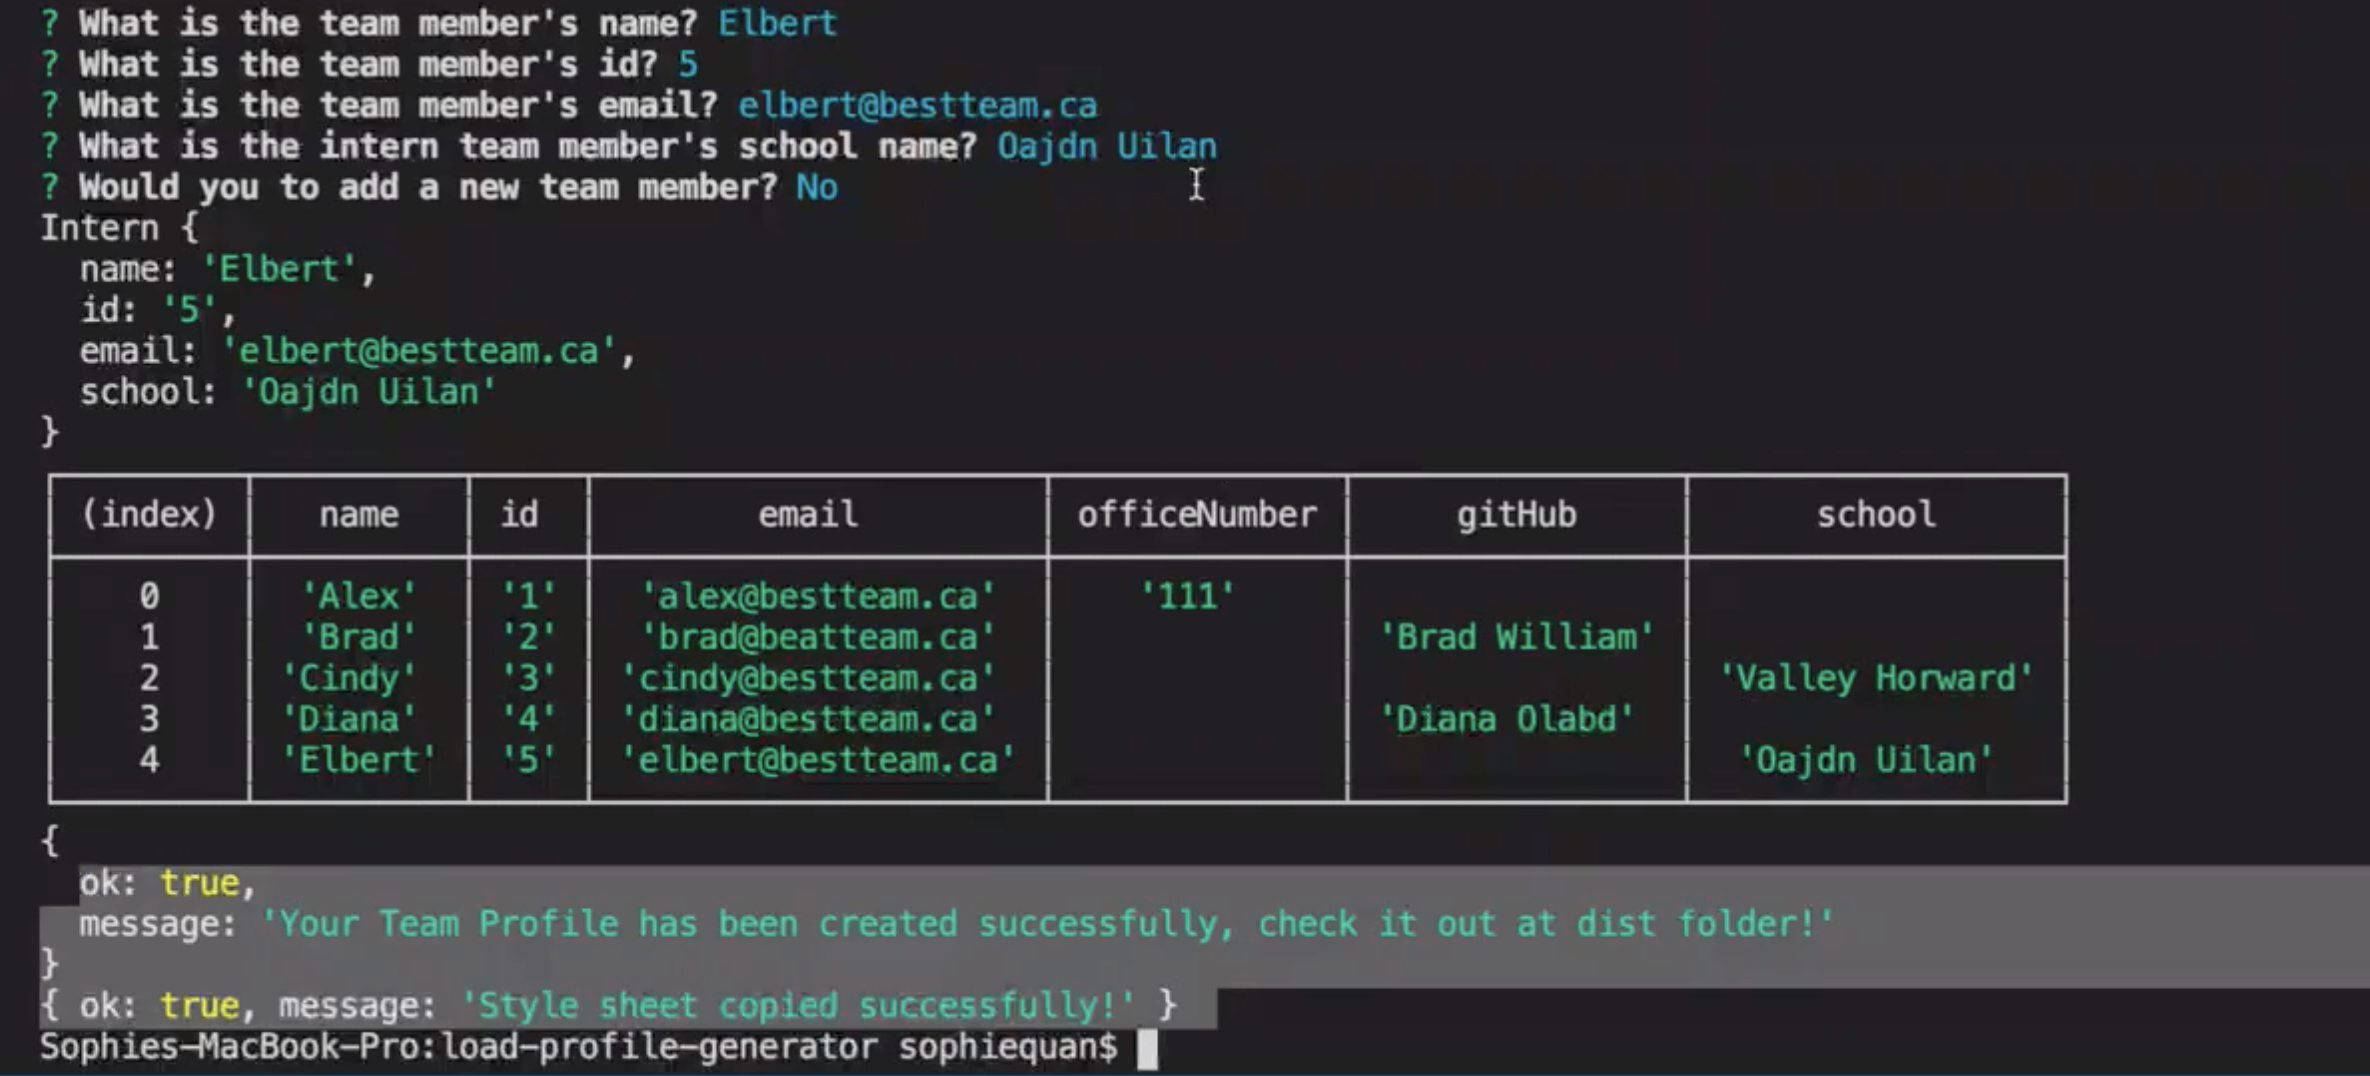 ? What is the team member's name? Elbert
? What is the team member's id? 5
? What is the team member's email? elbert@bestteam.ca
? What is the intern team member's school name? Oajdn Uilan
? Would you to add a new team member? No
Intern {
  name: 'Elbert',
  id: '5',
  email: 'elbert@bestteam.ca',
  school: 'Oajdn Uilan'
}
(index) name id email officeNumber gitHub school
0 'Alex' '1' 'alex@bestteam.ca' '111'
1 'Brad' '2' 'brad@beatteam.ca' 'Brad William'
2 'Cindy' '3' 'cindy@bestteam.ca' 'Valley Horward'
3 'Diana' '4' 'diana@bestteam.ca' 'Diana Olabd'
4 'Elbert' '5' 'elbert@bestteam.ca' 'Oajdn Uilan'
{
  ok: true,
  message: 'Your Team Profile has been created successfully, check it out at dist folder!'
}
{ ok: true, message: 'Style sheet copied successfully!' }
Sophies-MacBook-Pro:load-profile-generator sophiequan$